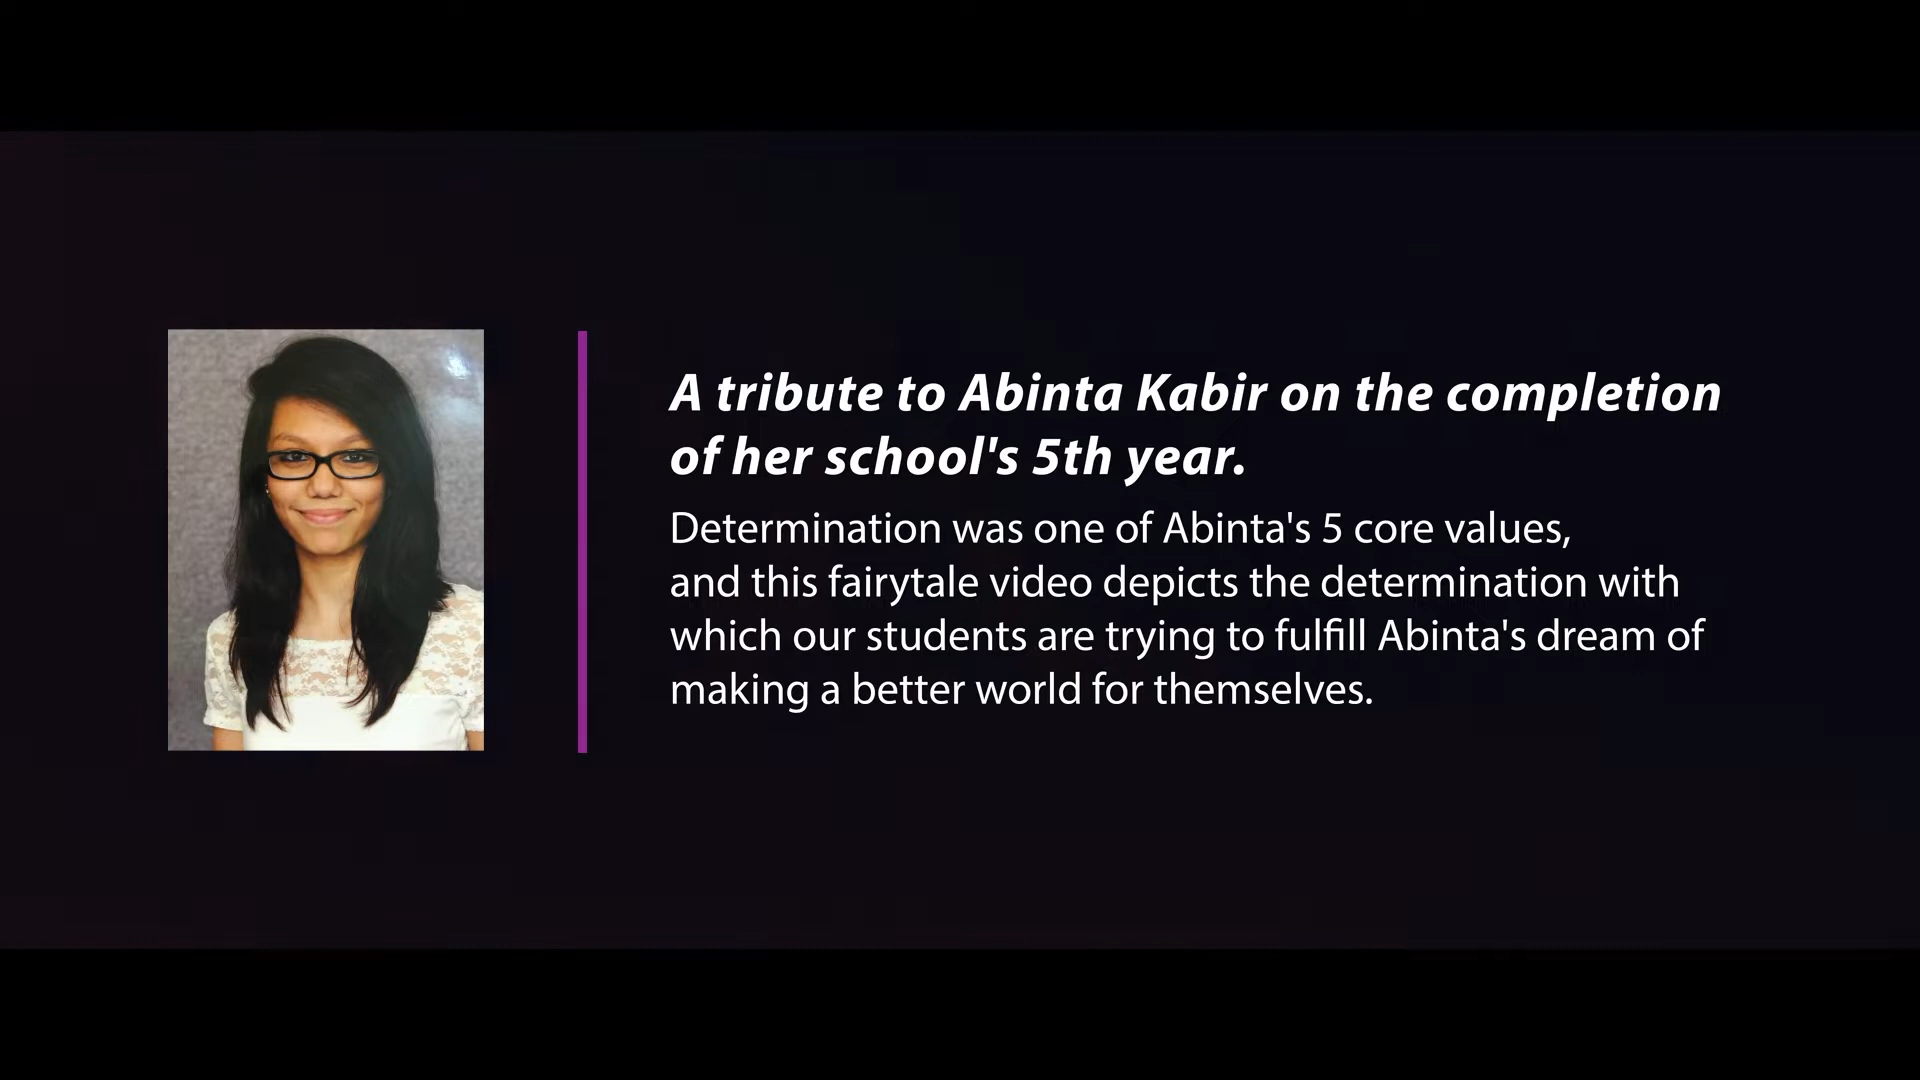 A tribute to Abinta Kabir on the completion
of her school's 5th year.
Determination was one of Abinta's 5 core values,
and this fairytale video depicts the determination with
which our students are trying to fulfill Abinta's dream of
making a better world for themselves.